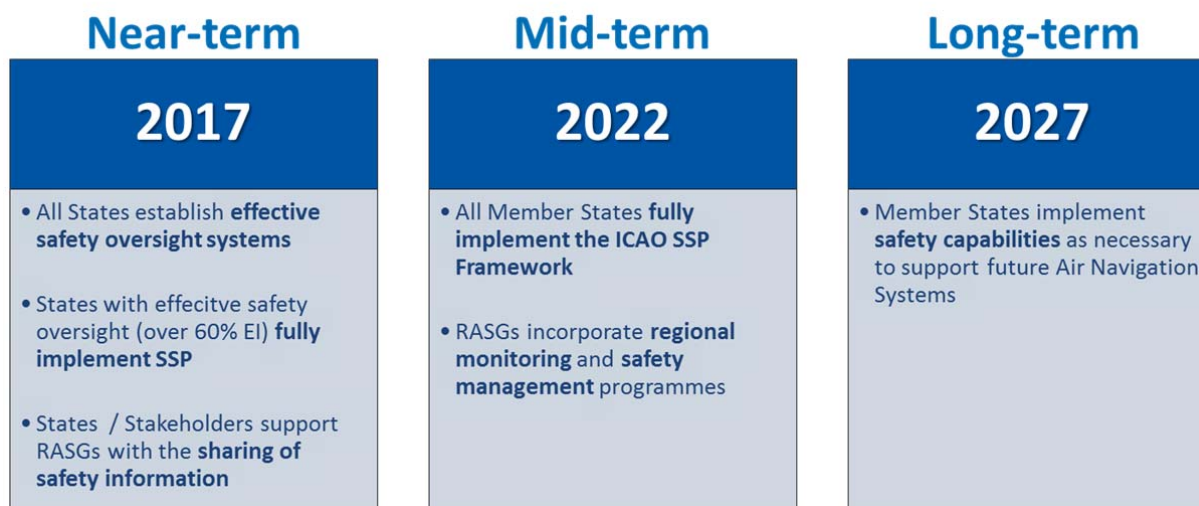 Near-term
2017
• All States establish effective
safety oversight systems
• States with effecitve safety
oversight (over 60% EI) fully
implement SSP
• States / Stakeholders support
RASGs with the sharing of
safety information
Mid-term
2022
• All Member States fully
implement the ICAO SSP
Framework
• RASGs incorporate regional
monitoring and safety
management programmes
Long-term
2027
• Member States implement
safety capabilities as necessary
to support future Air Navigation
Systems